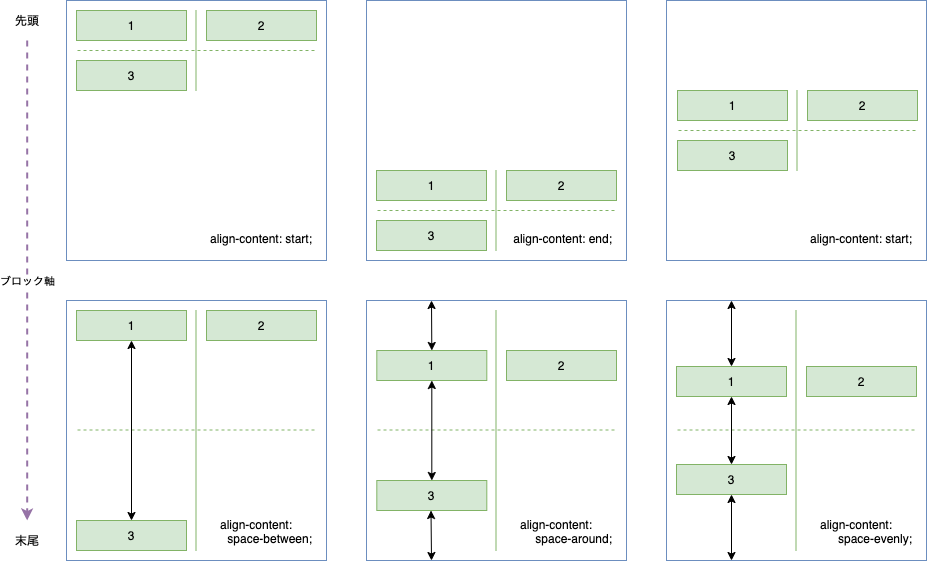 先頭
1
2
3
align-content: start;
1
2
3
align-content: end;
1
2
3
align-content: start;
ブロック軸
1
2
3
align-content:
space-between;
1
2
3
align-content:
space-around;
1
2
3
align-content:
space-evenly;
末尾